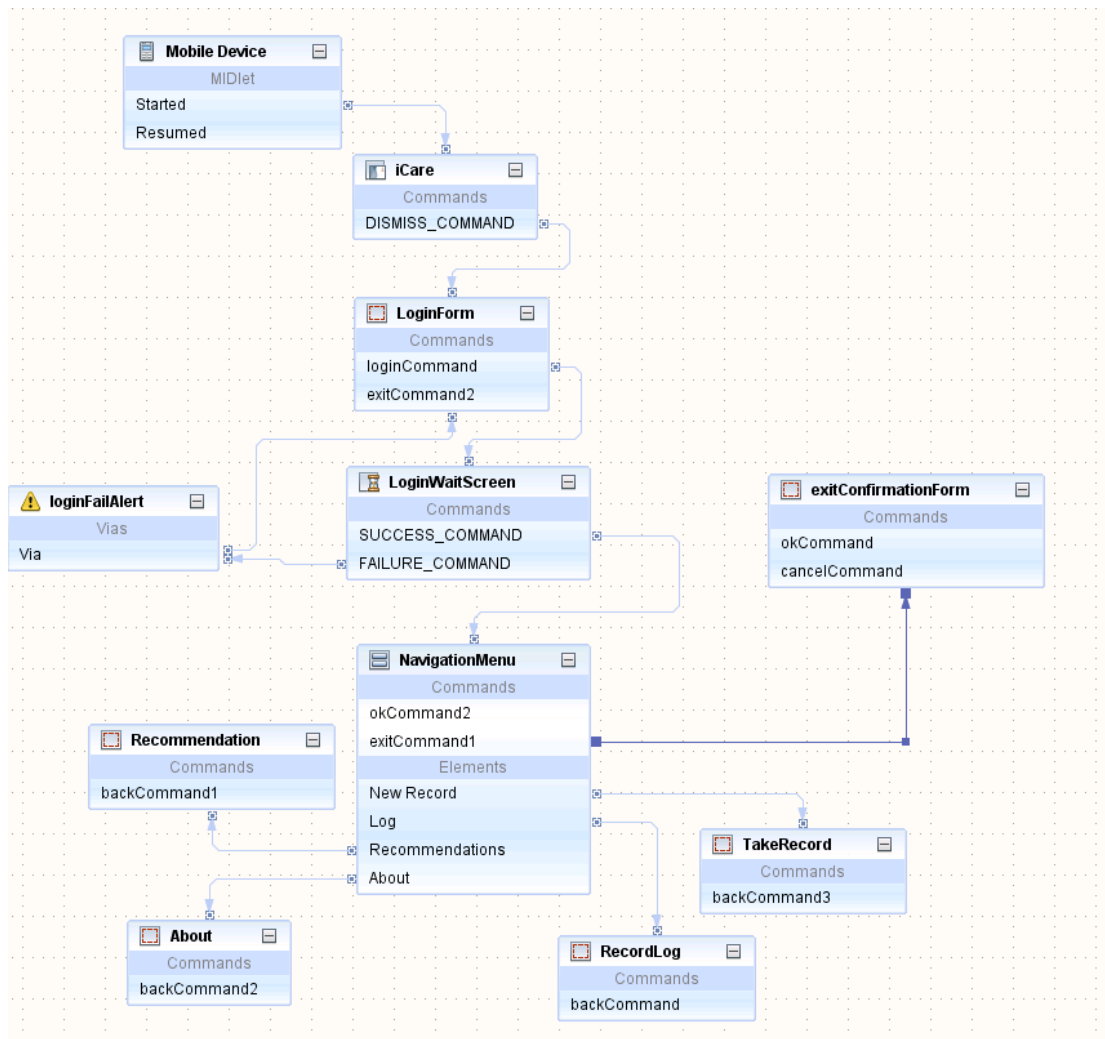 Mobile Device
MIDlet
Started
Resumed
iCare
Commands
DISMISS_COMMAND
LoginForm
Commands
loginCommand
exitCommand2
loginFailAlert
Vias
Via
LoginWaitScreen
Commands
SUCCESS_COMMAND
FAILURE_COMMAND
exitConfirmationForm
Commands
okCommand
cancelCommand
NavigationMenu
Commands
okCommand2
exitCommand1
Elements
New Record
Log
Recommendations
About
Recommendation
Commands
backCommand1
TakeRecord
Commands
backCommand3
About
Commands
backCommand2
RecordLog
Commands
backCommand